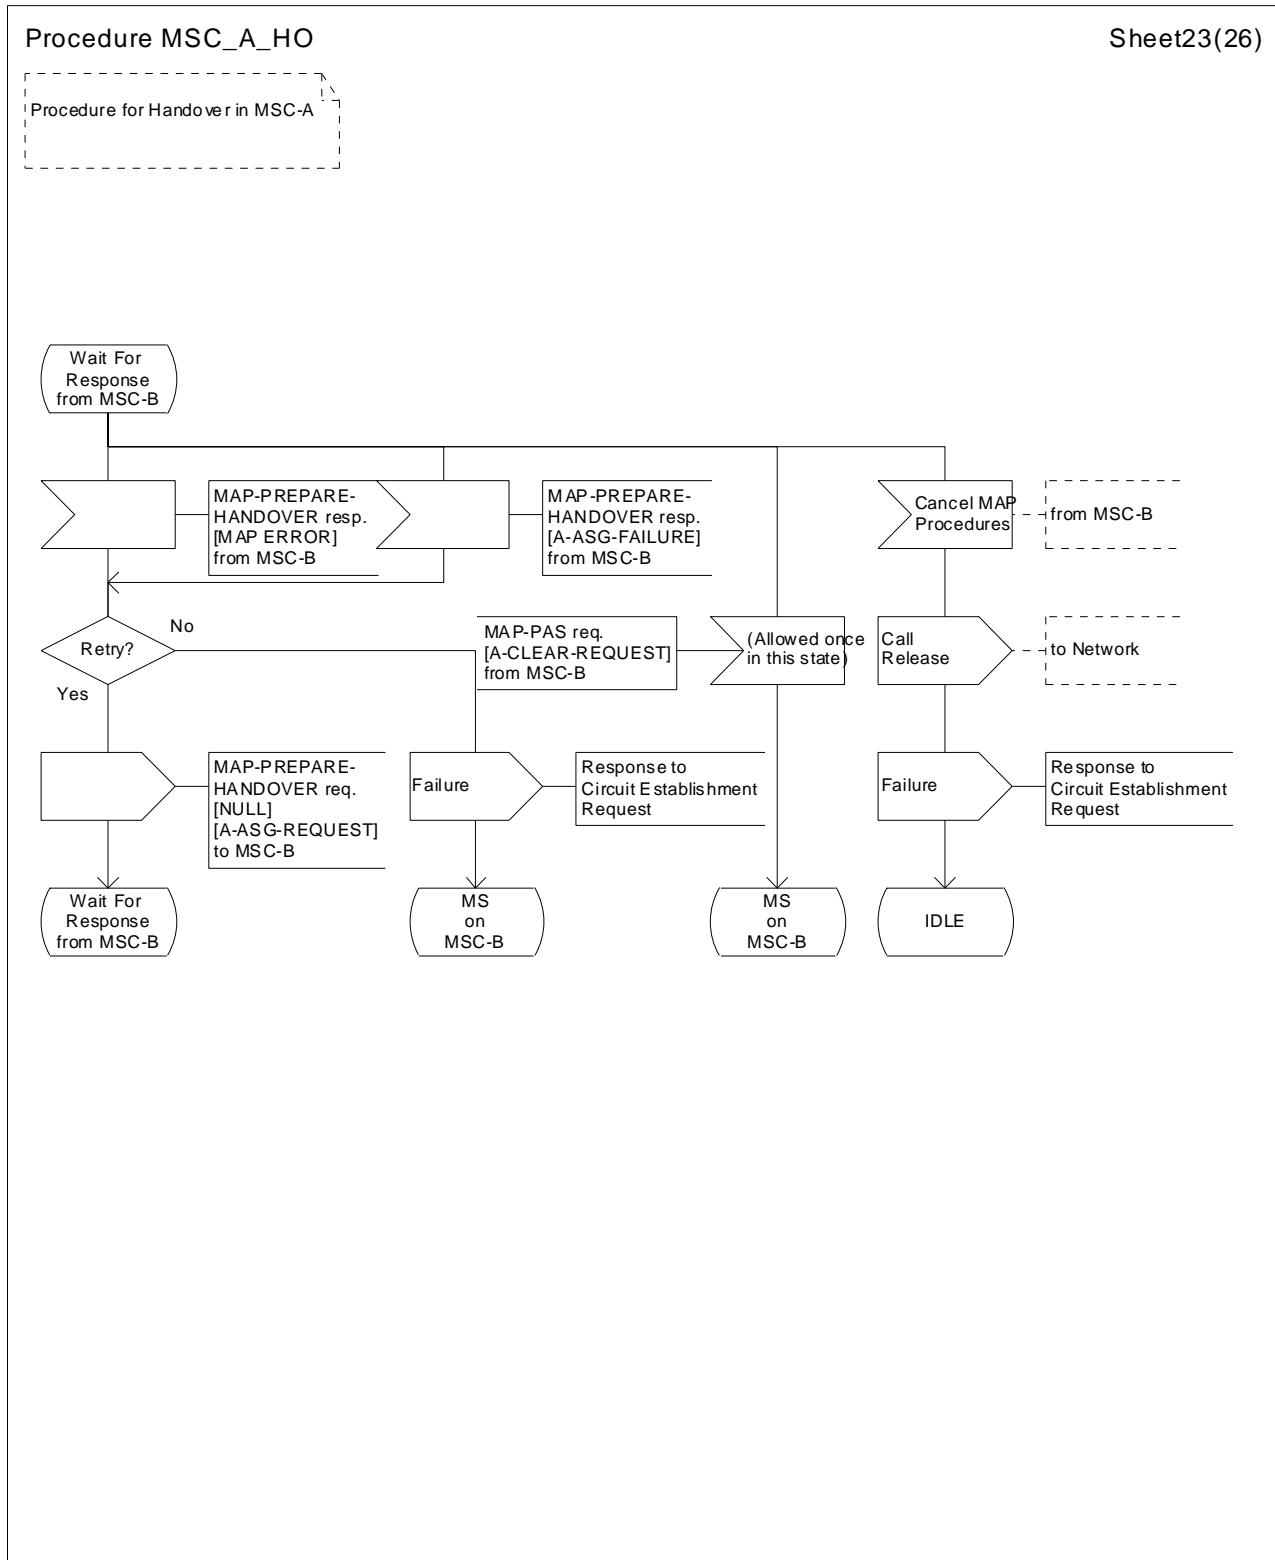 Procedure MSC_A_HO
Sheet23(26)
Procedure for Handover in MSC-A
Wait For
Response
from MSC-B
MAP-PREPARE-
HANDOVER resp.
[MAP ERROR]
from MSC-B
MAP-PREPARE-
HANDOVER resp.
[A-ASG-FAILURE]
from MSC-B
Cancel MAP
Procedures
from MSC-B
Retry?
No
Yes
MAP-PAS req.
[A-CLEAR-REQUEST]
from MSC-B
(Allowed once
in this state)
Call
Release
to Network
MAP-PREPARE-
HANDOVER req.
[NULL]
[A-ASG-REQUEST]
to MSC-B
Failure
Response to
Circuit Establishment
Request
Failure
Response to
Circuit Establishment
Request
Wait For
Response
from MSC-B
MS
on
MSC-B
MS
on
MSC-B
IDLE